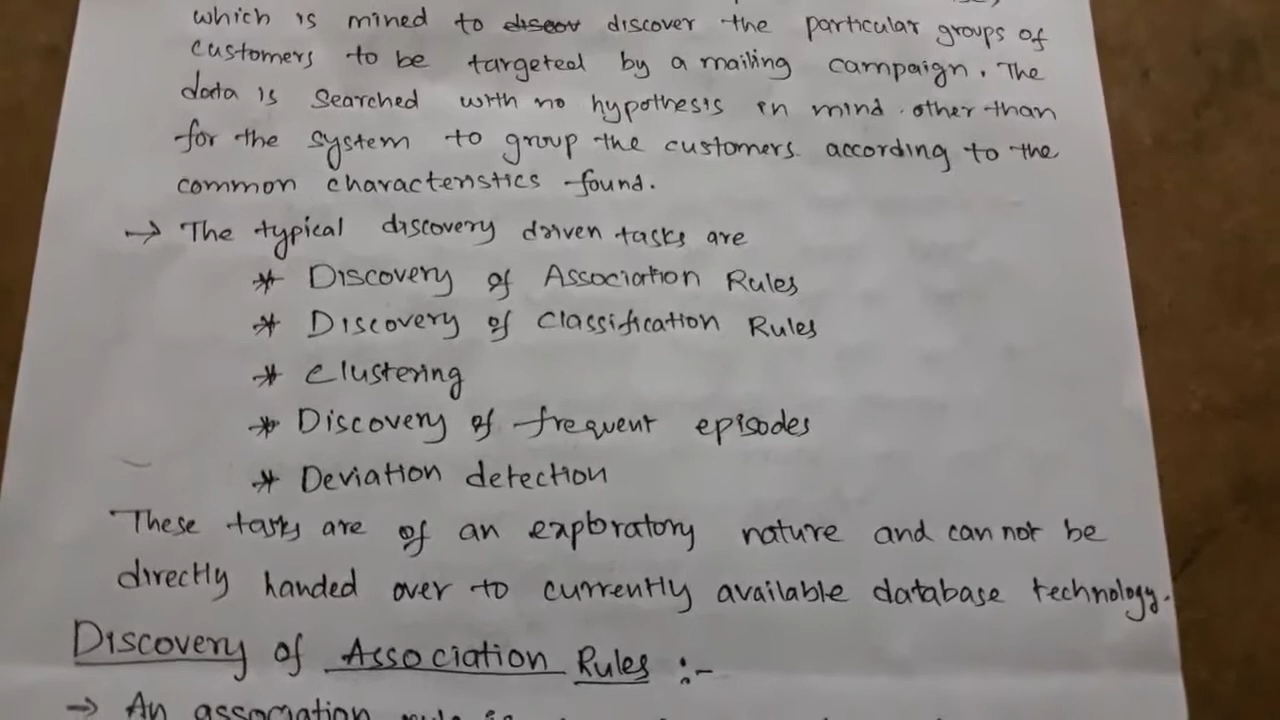 which is mined to discov discover the particular groups of
customers to be targeted by a mailing campaign. The
data is searched with no hypothesis in mind other than
for the system to group the customers according to the
common characteristics found.
→ The typical discovery driven tasks are
* Discovery of Association Rules
* Discovery of Classification Rules
* Clustering
* Discovery of frequent episodes
* Deviation detection
These tasks are of an exploratory nature and can not be
directly handed over to currently available database technology.
Discovery of Association Rules :-
→ An association rule is